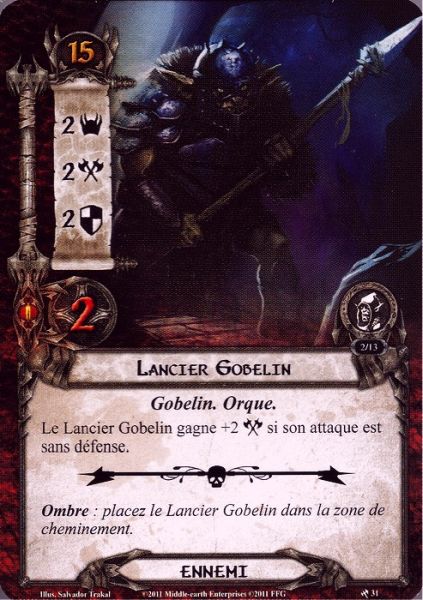 15
2
2
2
2
2/13
LANCIER GOBELIN
Gobelin. Orque.
Le Lancier Gobelin gagne +2 si son attaque est
sans défense.
Ombre : placez le Lancier Gobelin dans la zone de
cheminement.
ENNEMI
Illus. Salvador Trakal ©2011 Middle-earth Enterprises ©2011 FFG 31